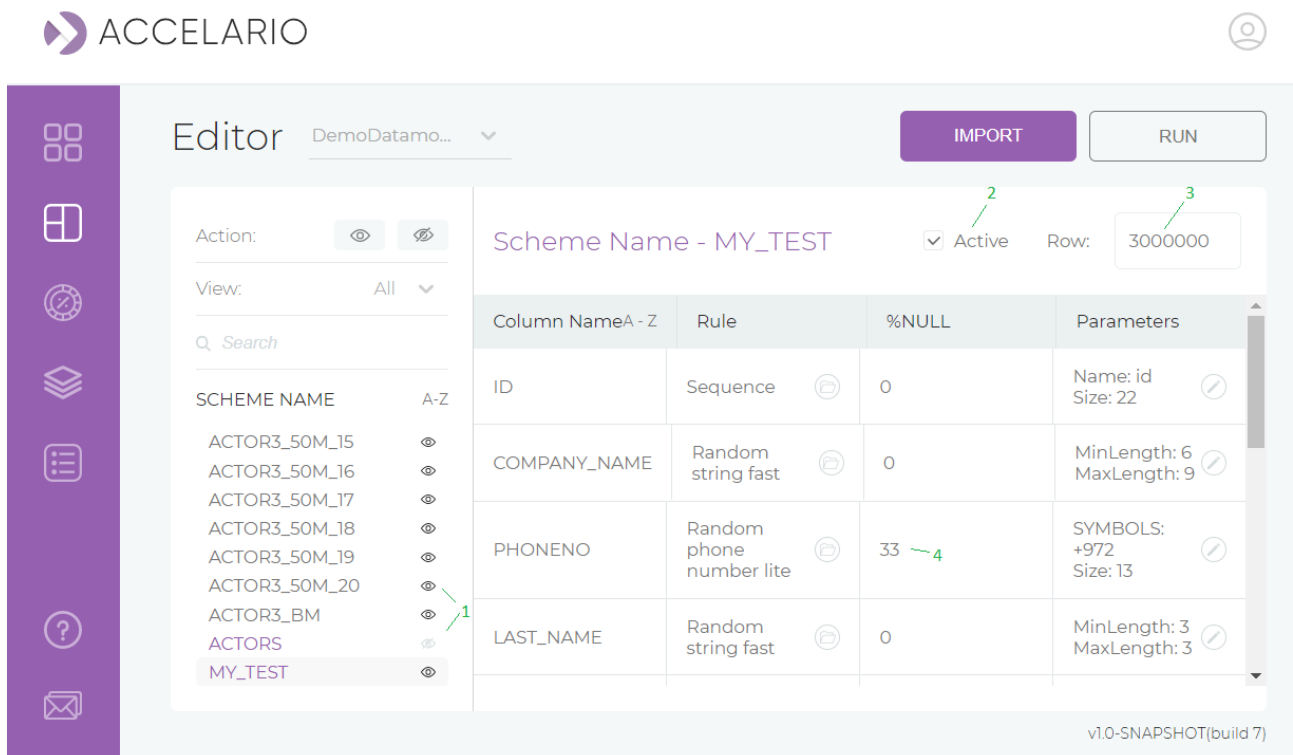 ACCELARIO
Editor
DemoDatamo...
IMPORT
RUN
2
3
Action:
Scheme Name - MY_TEST
Active
Row:
3000000
View:
All
Search
Column NameA - Z
Rule
%NULL
Parameters
SCHEME NAME
A-Z
ACTOR3_50M_15
ACTOR3_50M_16
ACTOR3_50M_17
ACTOR3_50M_18
ACTOR3_50M_19
ACTOR3_50M_20
ACTOR3_BM
ACTORS
MY_TEST
1
ID
Sequence
0
Name: id
Size: 22
COMPANY_NAME
Random
string fast
0
MinLength: 6
MaxLength: 9
PHONENO
Random
phone
number lite
33
4
SYMBOLS:
+972
Size: 13
LAST_NAME
Random
string fast
0
MinLength: 3
MaxLength: 3
?
v1.0-SNAPSHOT(build 7)